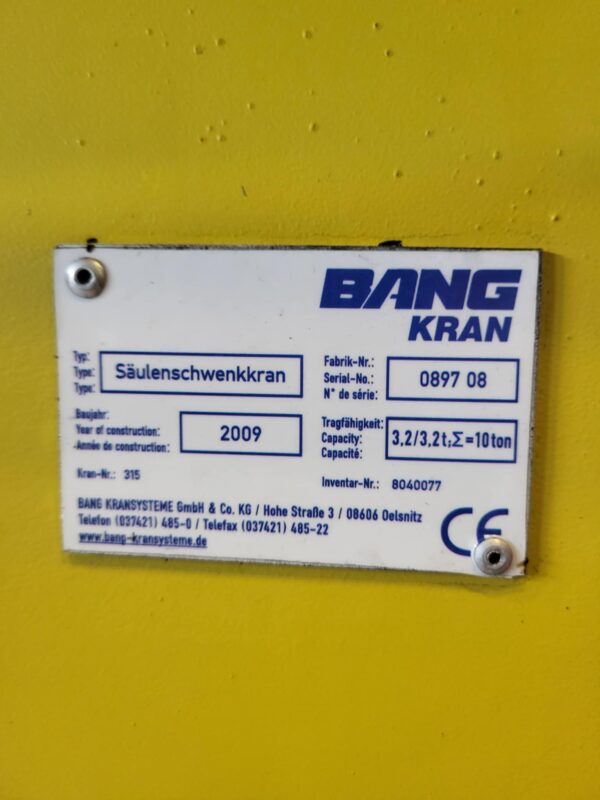 BANG
KRAN
Typ:
Type:
Type:
Säulenschwenkkran
Fabrik-Nr.:
Serial-No.:
N° de série:
0897 08
Baujahr:
Year of construction:
Année de construction:
2009
Tragfähigkeit:
Capacity:
Capacité:
3,2/3,2t;Σ=10ton
Kran-Nr.: 315
Inventar-Nr.: 8040077
BANG KRANSYSTEME GmbH & Co. KG / Hohe Straße 3 / 08606 Oelsnitz
Telefon (037421) 485-0 / Telefax (037421) 485-22
www.bang-kransysteme.de
CE